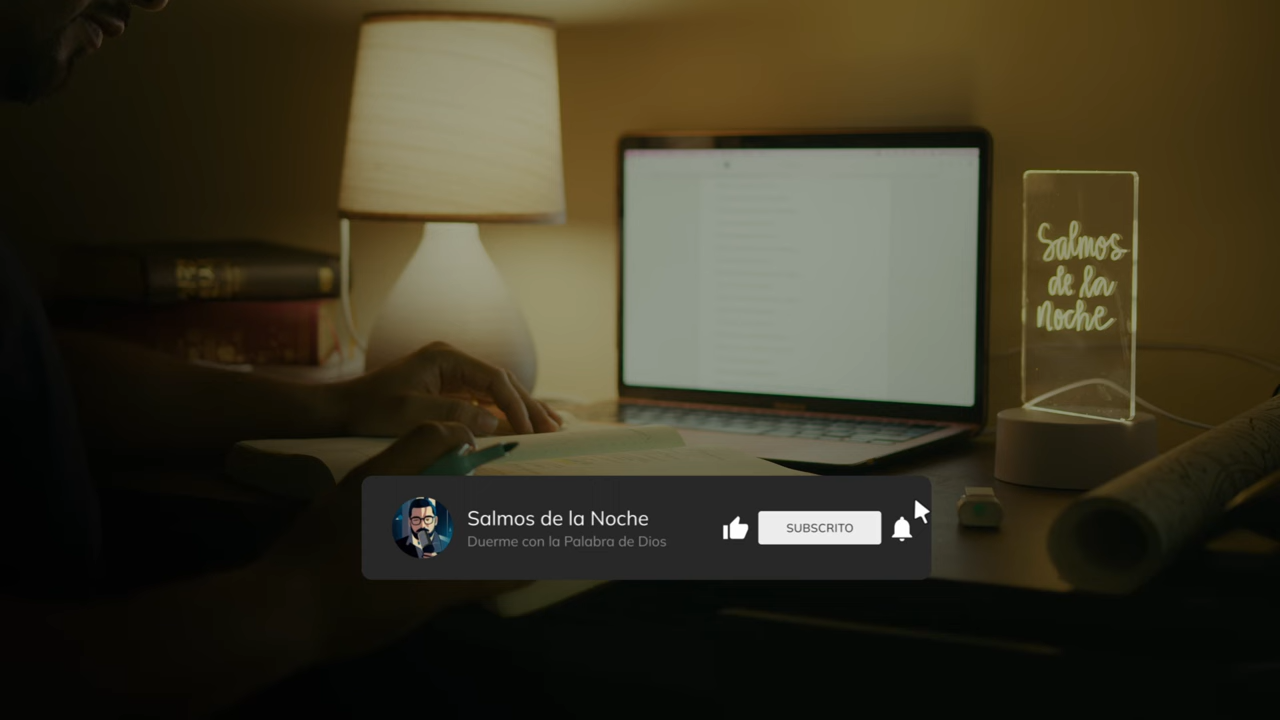 Salmos
de la
noche
Salmos de la Noche
Duerme con la Palabra de Dios
SUBSCRITO